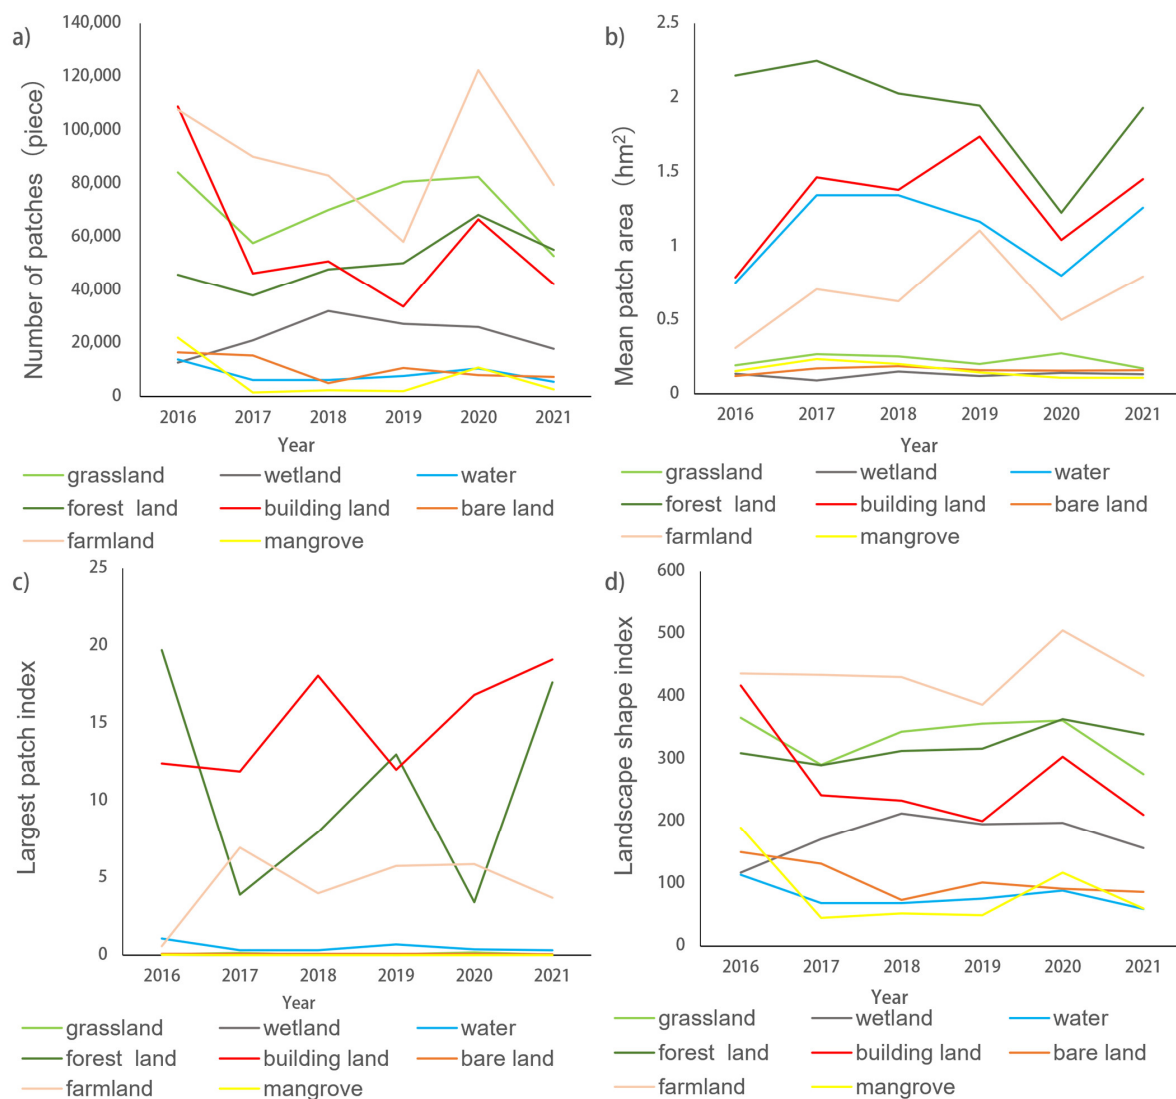 a)
Number of patches (piece)
140,000
120,000
100,000
80,000
60,000
40,000
20,000
0
2016 2017 2018 2019 2020 2021
Year
grassland wetland water
forest land building land bare land
farmland mangrove
b)
Mean patch area (hm²)
2.5
2
1.5
1
0.5
0
2016 2017 2018 2019 2020 2021
Year
grassland wetland water
forest land building land bare land
farmland mangrove
c)
Largest patch index
25
20
15
10
5
0
2016 2017 2018 2019 2020 2021
Year
grassland wetland water
forest land building land bare land
farmland mangrove
d)
Landscape shape index
600
500
400
300
200
100
0
2016 2017 2018 2019 2020 2021
Year
grassland wetland water
forest land building land bare land
farmland mangrove